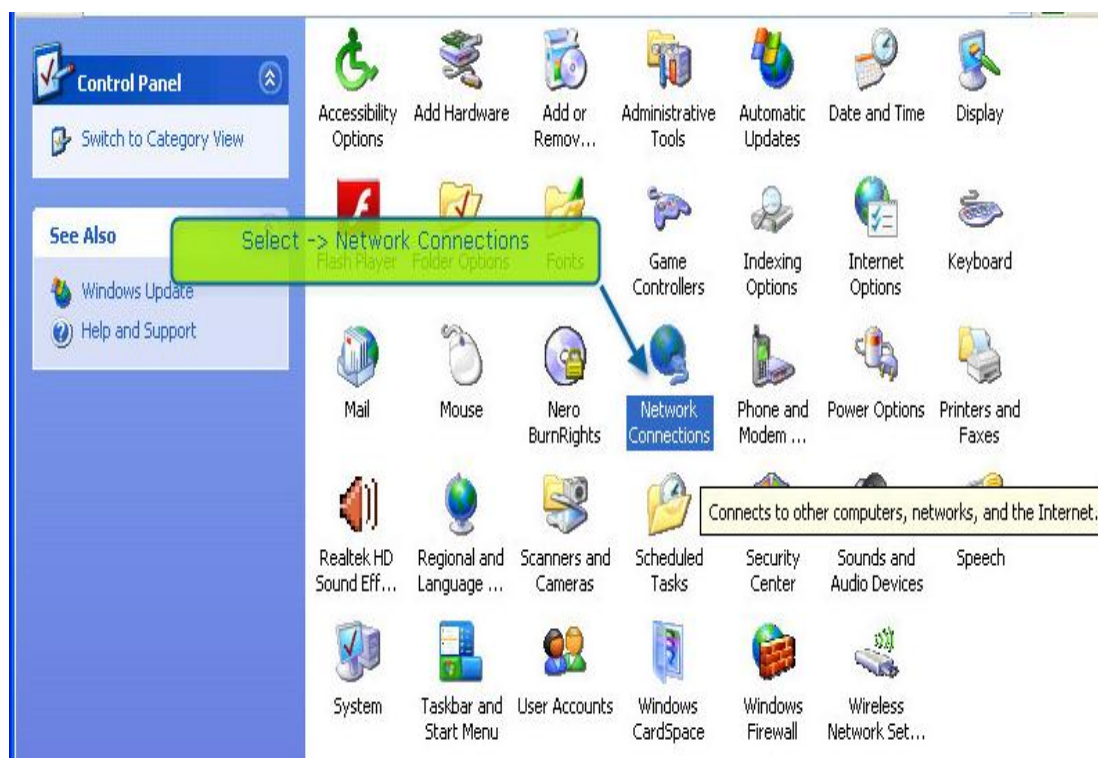 Control Panel
Switch to Category View
See Also
Windows Update
Help and Support
Accessibility
Options
Add Hardware
Add or
Remov...
Administrative
Tools
Automatic
Updates
Date and Time
Display
Select -> Network Connections
Flash Player
Folder Options
Fonts
Game
Controllers
Indexing
Options
Internet
Options
Keyboard
Mail
Mouse
Nero
BurnRights
Network
Connections
Phone and
Modem ...
Power Options
Printers and
Faxes
Connects to other computers, networks, and the Internet.
Realtek HD
Sound Eff...
Regional and
Language ...
Scanners and
Cameras
Scheduled
Tasks
Security
Center
Sounds and
Audio Devices
Speech
System
Taskbar and
Start Menu
User Accounts
Windows
CardSpace
Windows
Firewall
Wireless
Network Set...